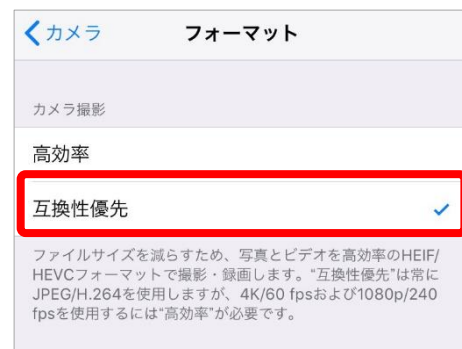 カメラ フォーマット
カメラ撮影
高効率
互換性優先
ファイルサイズを減らすため、写真とビデオを高効率のHEIF/
HEVCフォーマットで撮影・録画します。“互換性優先”は常に
JPEG/H.264を使用しますが、4K/60 fpsおよび1080p/240
fpsを使用するには“高効率”が必要です。